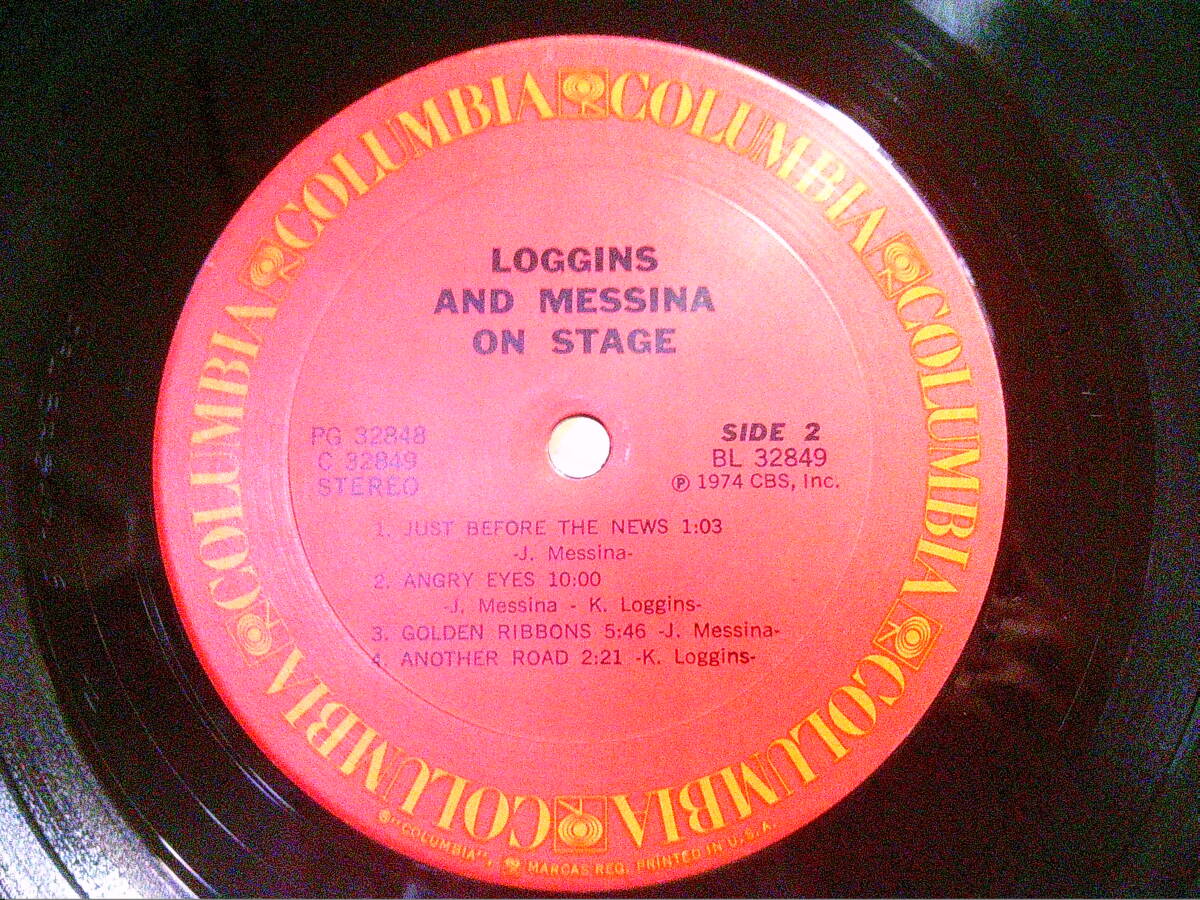 COLUMBIA COLUMBIA COLUMBIA COLUMBIA COLUMBIA COLUMBIA
LOGGINS
AND MESSINA
ON STAGE
PG 32848
C 32849
STEREO
SIDE 2
BL 32849
℗ 1974 CBS, Inc.
1. JUST BEFORE THE NEWS 1:03
-J. Messina-
2. ANGRY EYES 10:00
-J. Messina - K. Loggins-
3. GOLDEN RIBBONS 5:46 -J. Messina-
4. ANOTHER ROAD 2:21 -K. Loggins-
®"COLUMBIA", MARCAS REG. PRINTED IN U.S.A.